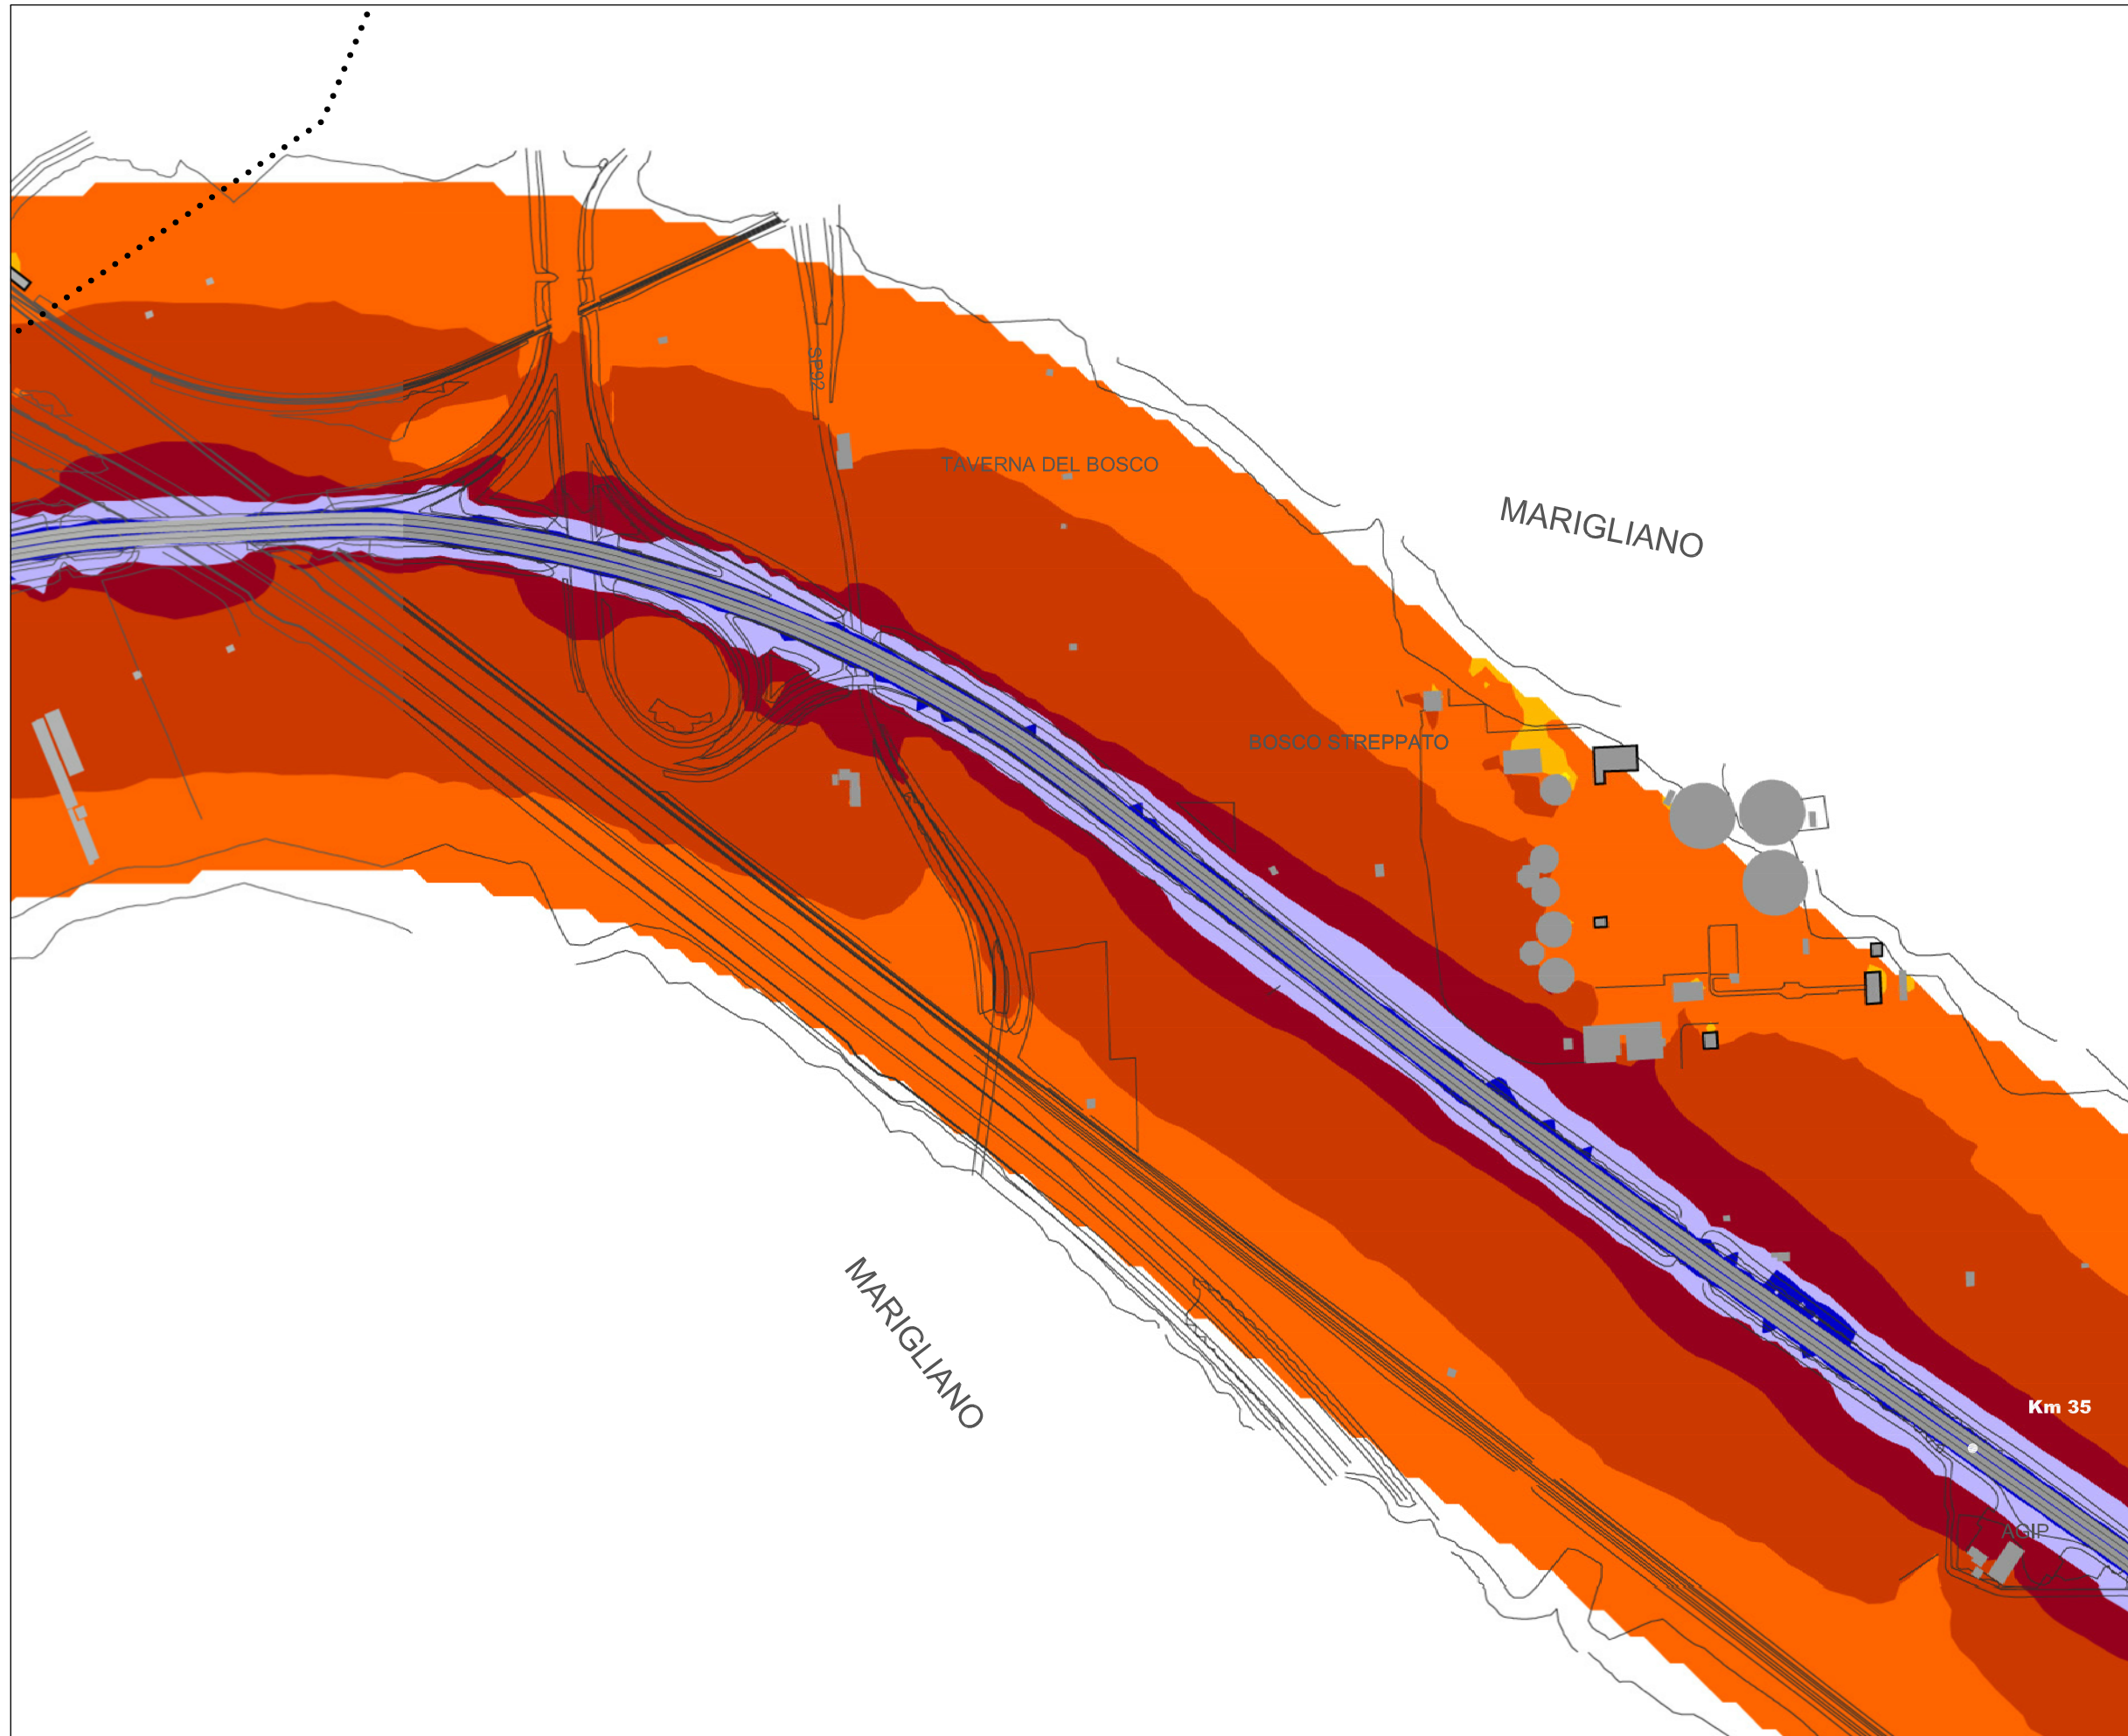 SP92
TAVERNA DEL BOSCO
MARIGLIANO
BOSCO STREPPATO
MARIGLIANO
Km 35
AGIP